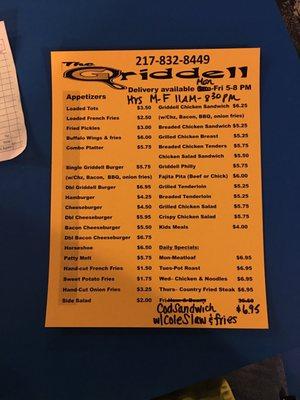 217-832-8449
The Griddell
Delivery available Mon-Fri 5-8 PM
Hrs M-F 11AM-8:30PM
Appetizers
Loaded Tots $3.50
Loaded French Fries $2.50
Fried Pickles $3.00
Buffalo Wings & fries $6.00
Combo Platter $5.75
Single Griddell Burger $5.75
(w/Chz, Bacon, BBQ, onion fries)
Dbl Griddell Burger $6.95
Hamburger $4.25
Cheeseburger $4.50
Dbl Cheeseburger $5.95
Bacon Cheeseburger $5.50
Dbl Bacon Cheeseburger $6.75
Horseshoe $6.50
Patty Melt $5.75
Hand-cut French Fries $1.50
Sweet Potato Fries $1.75
Hand-Cut Onion Fries $3.25
Side Salad $2.00
Griddell Chicken Sandwich $6.25
(w/Chz, Bacon, BBQ, onion fries)
Breaded Chicken Sandwich $5.25
Grilled Chicken Breast $5.25
Breaded Chicken Tenders $5.75
Chicken Salad Sandwich $5.50
Griddell Philly $5.75
Fajita Pita (Beef or Chick) $6.00
Grilled Tenderloin $5.25
Breaded Tenderloin $5.25
Grilled Chicken Salad $5.75
Crispy Chicken Salad $5.75
Kids Meals $4.00
Daily Specials:
Mon-Meatloaf $6.95
Tues-Pot Roast $6.95
Wed- Chicken & Noodles $6.95
Thurs- Country Fried Steak $6.95
Fri-
Cod Sandwich $6.95
w/Cole Slaw & fries